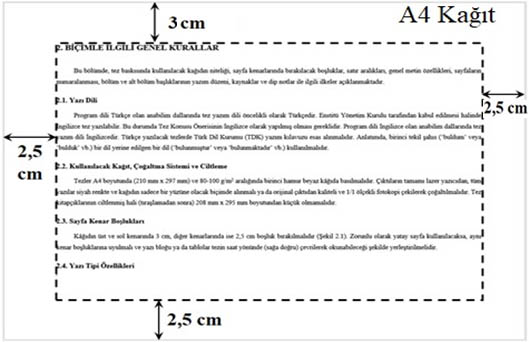 A4 Kağıt
3 cm
2. BİÇİMLE İLGİLİ GENEL KURALLAR
Bu bölümde, tez baskısında kullanılacak kağıdın niteliği, sayfa kenarlarında bırakılacak boşluklar, satır aralıkları, genel metin özellikleri, sayfaların
numaralanması, bölüm ve alt bölüm başlıklarının yazım düzeni, kaynaklar ve dip notlar ile ilgili ilkeler açıklanmaktadır.
2.1. Yazı Dili
Program dili Türkçe olan anabilim dallarında tez yazım dili öncelikli olarak Türkçedir. Enstitü Yönetim Kurulu tarafından kabul edilmesi halinde
İngilizce tez yazılabilir. Bu durumda Tez Konusu Önerisinin İngilizce olarak yapılmış olması gereklidir. Program dili İngilizce olan anabilim dallarında tez
yazım dili İngilizcedir. Türkçe yazılacak tezlerde Türk Dil Kurumu (TDK) yazım kılavuzu esas alınmalıdır. Anlatımda, birinci tekil şahıs ('buldum' veya
'bulduk' vb.) bir dil yerine edilgen bir dil ('bulunmuştur' veya 'bulunmaktadır' vb.) kullanılmalıdır.
2,5 cm
2,5
cm
2.2. Kullanılacak Kağıt, Çoğaltma Sistemi ve Ciltleme
Tezler A4 boyutunda (210 mm x 297 mm) ve 80-100 g/m² aralığında birinci hamur beyaz kâğıda basılmalıdır. Çıktıların tamamı lazer yazıcıdan, tüm
yazılar siyah renkte ve kağıdın sadece bir yüzüne olacak biçimde alınmalı ya da orijinal çıktıdan kaliteli ve 1/1 ölçekli fotokopi çekilerek çoğaltılmalıdır. Tez
kitapçıklarının ciltlenmiş hali (tıraşlamadan sonra) 208 mm x 295 mm boyutundan küçük olmamalıdır.
2.3. Sayfa Kenar Boşlukları
Kâğıdın üst ve sol kenarında 3 cm, diğer kenarlarında ise 2,5 cm boşluk bırakılmalıdır (Şekil 2.1). Zorunlu olarak yatay sayfa kullanılacaksa, aynı
kenar boşluklarına uyulmalı ve yazı bloğu ya da tablolar tezin saat yönünde (sağa doğru) çevrilerek okunabileceği şekilde yerleştirilmelidir.
2.4. Yazı Tipi Özellikleri
2,5 cm